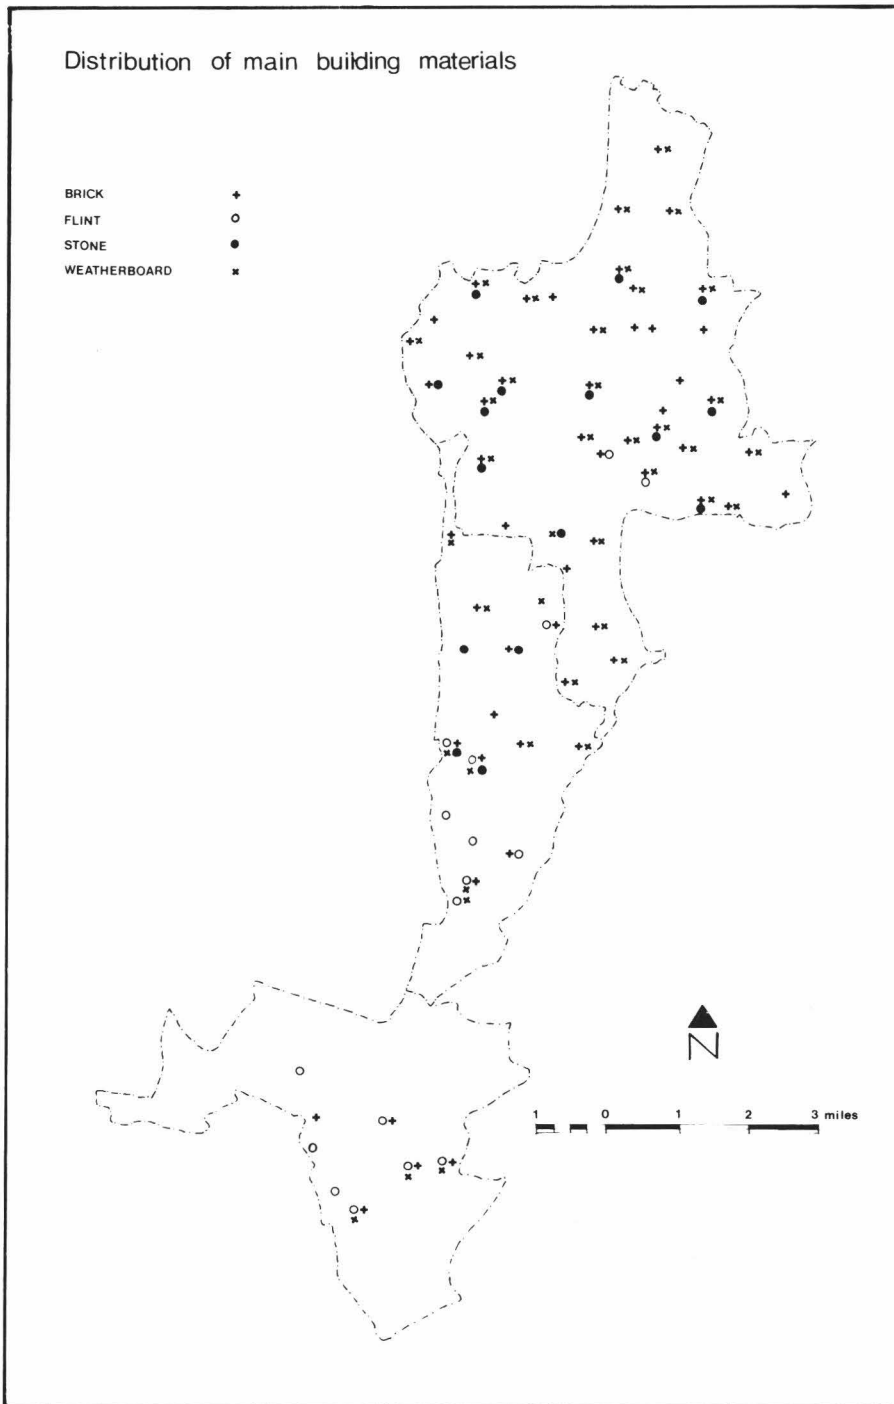 Distribution of main building materials
BRICK
FLINT
STONE
WEATHERBOARD
N
1 0 1 2 3 miles